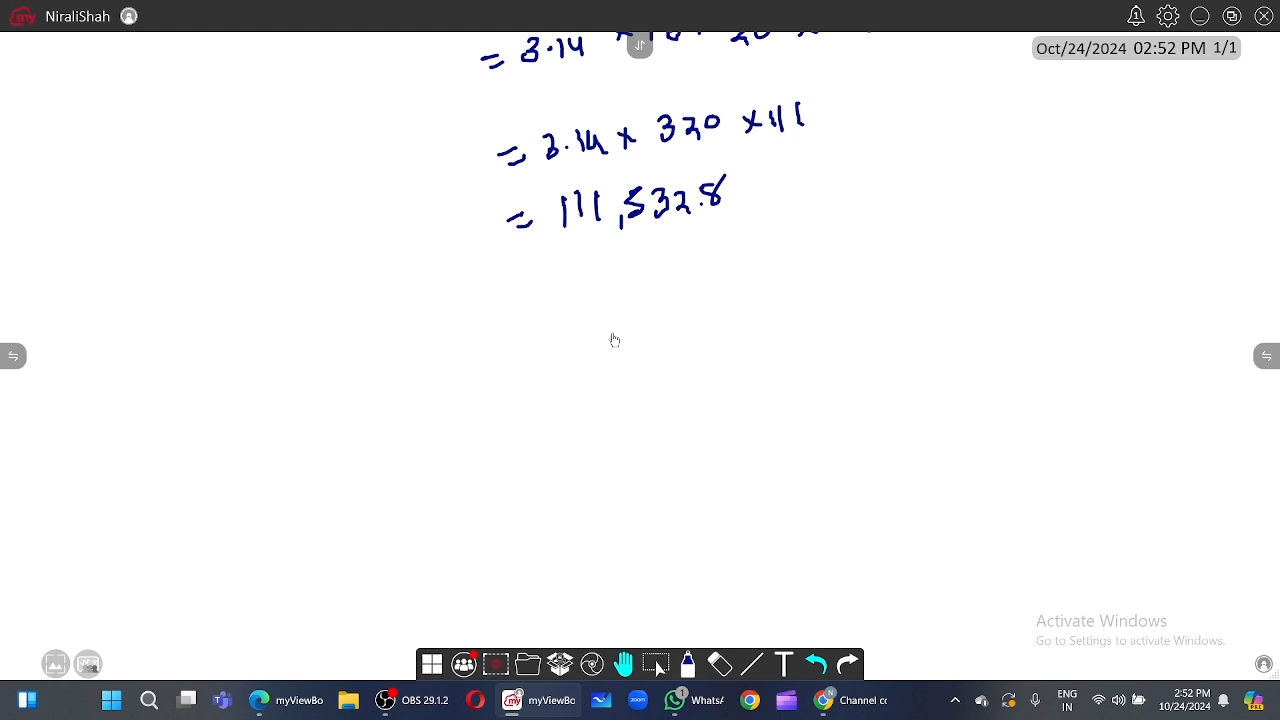 NiraliShah
Oct/24/2024 02:52 PM 1/1
= 3.14
= 3.14 x 320 x 111
= 111,532.8
Activate Windows
Go to Settings to activate Windows.
myViewBo
OBS 29.1.2
myViewBo
WhatsA
Channel cc
ENG
IN
2:52 PM
10/24/2024